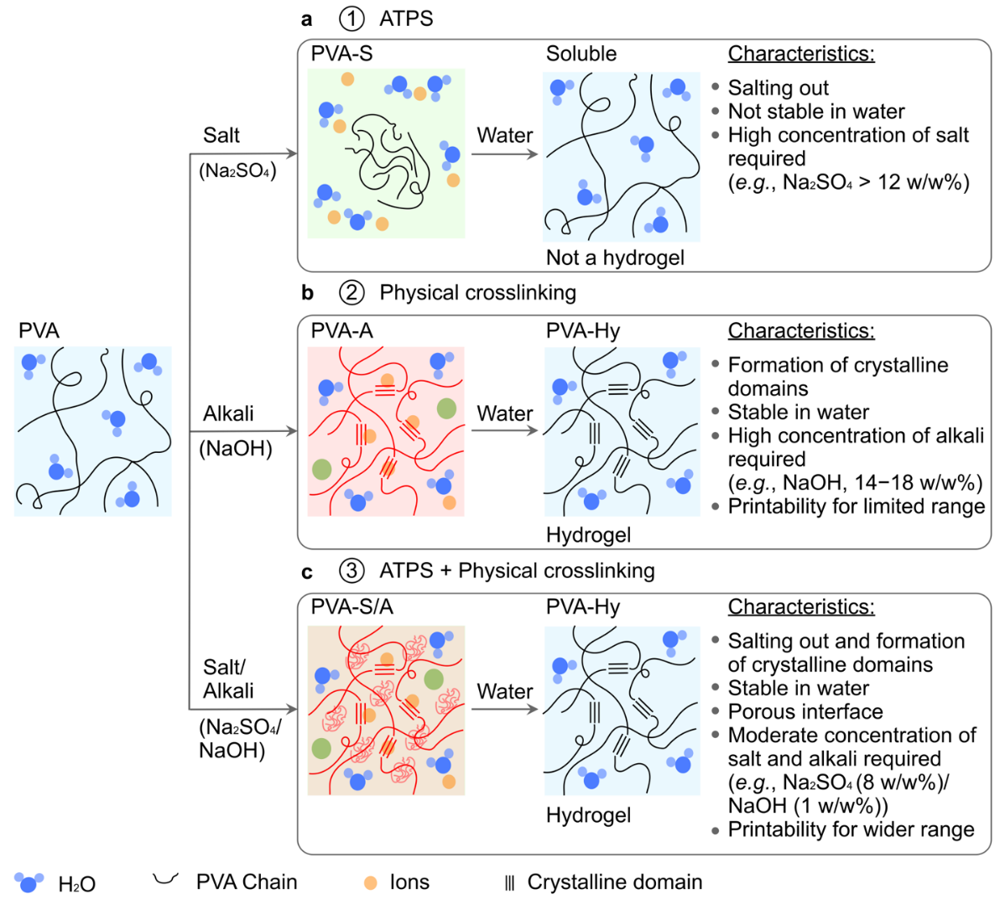 a ① ATPS
PVA-S
Soluble
Characteristics:
• Salting out
• Not stable in water
• High concentration of salt
required
(e.g., Na₂SO₄ > 12 w/w%)
Salt
(Na₂SO₄)
Water
Not a hydrogel
b ② Physical crosslinking
PVA
PVA-A
PVA-Hy
Characteristics:
• Formation of crystalline
domains
• Stable in water
• High concentration of alkali
required
(e.g., NaOH, 14−18 w/w%)
• Printability for limited range
Alkali
(NaOH)
Water
Hydrogel
c ③ ATPS + Physical crosslinking
PVA-S/A
PVA-Hy
Characteristics:
• Salting out and formation
of crystalline domains
• Stable in water
• Porous interface
• Moderate concentration of
salt and alkali required
(e.g., Na₂SO₄ (8 w/w%)/
NaOH (1 w/w%))
• Printability for wider range
Salt/
Alkali
(Na₂SO₄/
NaOH)
Water
Hydrogel
H₂O
PVA Chain
Ions
Crystalline domain